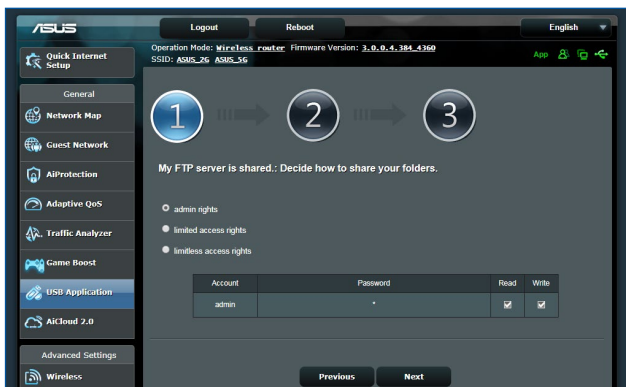 ASUS
Logout
Reboot
English
Operation Mode: Wireless router Firmware Version: 3.0.0.4.384_4360
SSID: ASUS_2G ASUS_5G
App
Quick Internet
Setup
General
Network Map
Guest Network
AiProtection
Adaptive QoS
Traffic Analyzer
Game Boost
USB Application
AiCloud 2.0
Advanced Settings
Wireless
1
2
3
My FTP server is shared.: Decide how to share your folders.
admin rights
limited access rights
limitless access rights
Account Password Read Write
admin *
Previous Next